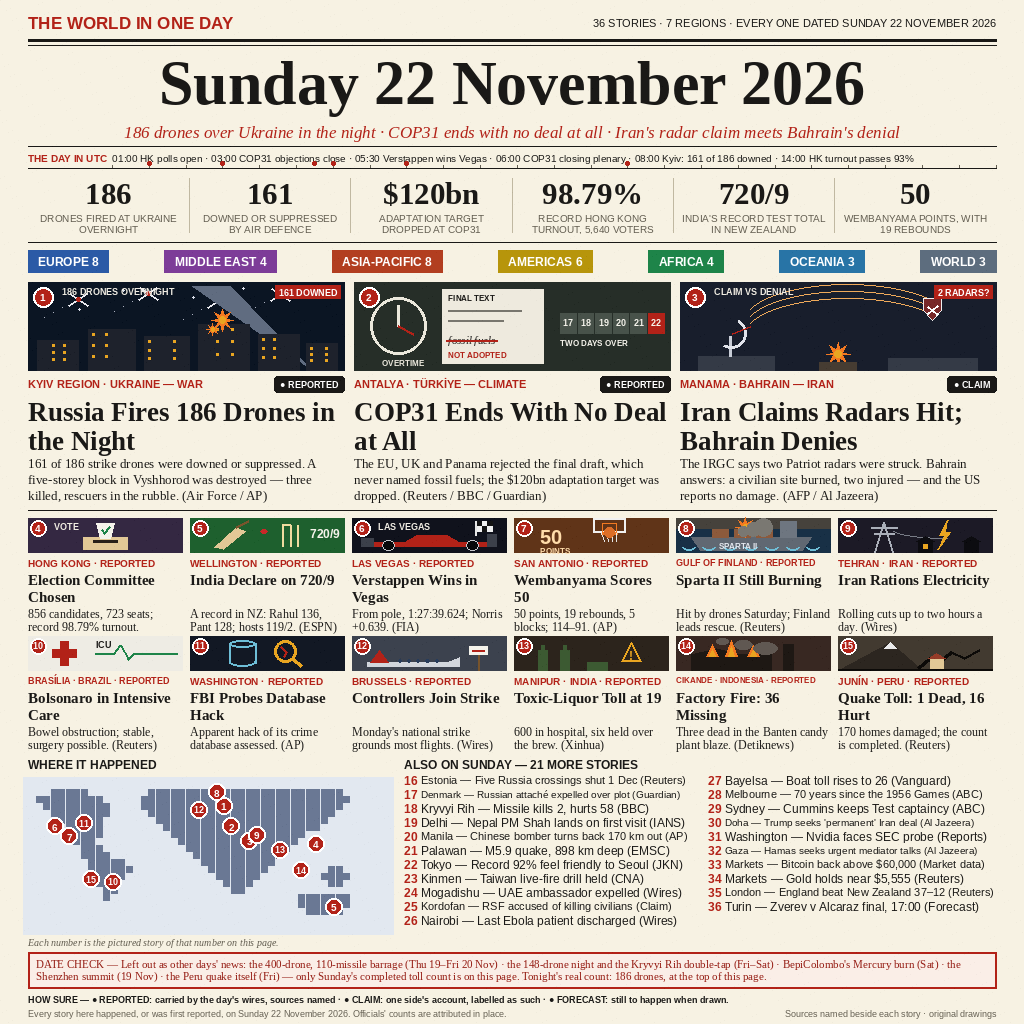 THE WORLD IN ONE DAY
36 STORIES · 7 REGIONS · EVERY ONE DATED SUNDAY 22 NOVEMBER 2026
Sunday 22 November 2026
186 drones over Ukraine in the night · COP31 ends with no deal at all · Iran's radar claim meets Bahrain's denial
THE DAY IN UTC 01:00 HK polls open · 03:00 COP31 objections close · 05:30 Verstappen wins Vegas · 06:00 COP31 closing plenary · 08:00 Kyiv: 161 of 186 downed · 14:00 HK turnout passes 93%
186
DRONES FIRED AT UKRAINE
OVERNIGHT
161
DOWNED OR SUPPRESSED
BY AIR DEFENCE
$120bn
ADAPTATION TARGET
DROPPED AT COP31
98.79%
RECORD HONG KONG
TURNOUT, 5,640 VOTERS
720/9
INDIA'S RECORD TEST TOTAL
IN NEW ZEALAND
50
WEMBANYAMA POINTS, WITH
19 REBOUNDS
EUROPE 8
MIDDLE EAST 4
ASIA-PACIFIC 8
AMERICAS 6
AFRICA 4
OCEANIA 3
WORLD 3
1
186 DRONES OVERNIGHT
161 DOWNED
KYIV REGION · UKRAINE — WAR
● REPORTED
Russia Fires 186 Drones in
the Night
161 of 186 strike drones were downed or suppressed. A
five-storey block in Vyshhorod was destroyed — three
killed, rescuers in the rubble. (Air Force / AP)
2
OVERTIME
FINAL TEXT
fossil fuels
NOT ADOPTED
17 18 19 20 21 22
TWO DAYS OVER
ANTALYA · TÜRKİYE — CLIMATE
● REPORTED
COP31 Ends With No Deal
at All
The EU, UK and Panama rejected the final draft, which
never named fossil fuels; the $120bn adaptation target was
dropped. (Reuters / BBC / Guardian)
3
CLAIM VS DENIAL
2 RADARS?
MANAMA · BAHRAIN — IRAN
● CLAIM
Iran Claims Radars Hit;
Bahrain Denies
The IRGC says two Patriot radars were struck. Bahrain
answers: a civilian site burned, two injured — and the US
reports no damage. (AFP / Al Jazeera)
4
VOTE
HONG KONG · REPORTED
Election Committee
Chosen
856 candidates, 723 seats;
record 98.79% turnout.
5
720/9
WELLINGTON · REPORTED
India Declare on 720/9
A record in NZ: Rahul 136,
Pant 128; hosts 119/2. (ESPN)
6
LAS VEGAS
LAS VEGAS · REPORTED
Verstappen Wins in
Vegas
From pole, 1:27:39.624; Norris
+0.639. (FIA)
7
50
POINTS
SAN ANTONIO · REPORTED
Wembanyama Scores
50
50 points, 19 rebounds, 5
blocks; 114–91. (AP)
8
SPARTA II
GULF OF FINLAND · REPORTED
Sparta II Still Burning
Hit by drones Saturday; Finland
leads rescue. (Reuters)
9
TEHRAN · IRAN · REPORTED
Iran Rations Electricity
Rolling cuts up to two hours a
day. (Wires)
10
ICU
BRASÍLIA · BRAZIL · REPORTED
Bolsonaro in Intensive
Care
Bowel obstruction; stable,
surgery possible. (Reuters)
11
WASHINGTON · REPORTED
FBI Probes Database
Hack
Apparent hack of its crime
database assessed. (AP)
12
BRUSSELS · REPORTED
Controllers Join Strike
Monday's national strike
grounds most flights. (Wires)
13
MANIPUR · INDIA · REPORTED
Toxic-Liquor Toll at 19
600 in hospital, six held over
the brew. (Xinhua)
14
CIKANDE · INDONESIA · REPORTED
Factory Fire: 36
Missing
Three dead in the Banten candy
plant blaze. (Detiknews)
15
JUNÍN · PERU · REPORTED
Quake Toll: 1 Dead, 16
Hurt
170 homes damaged; the count
is completed. (Reuters)
WHERE IT HAPPENED
8
12
1
6
11
7
2
3
9
13
4
14
15
10
5
Each number is the pictured story of that number on this page.
ALSO ON SUNDAY — 21 MORE STORIES
16 Estonia — Five Russia crossings shut 1 Dec (Reuters)
17 Denmark — Russian attaché expelled over plot (Guardian)
18 Kryvyi Rih — Missile kills 2, hurts 58 (BBC)
19 Delhi — Nepal PM Shah lands on first visit (IANS)
20 Manila — Chinese bomber turns back 170 km out (AP)
21 Palawan — M5.9 quake, 898 km deep (EMSC)
22 Tokyo — Record 92% feel friendly to Seoul (JKN)
23 Kinmen — Taiwan live-fire drill held (CNA)
24 Mogadishu — UAE ambassador expelled (Wires)
25 Kordofan — RSF accused of killing civilians (Claim)
26 Nairobi — Last Ebola patient discharged (Wires)
27 Bayelsa — Boat toll rises to 26 (Vanguard)
28 Melbourne — 70 years since the 1956 Games (ABC)
29 Sydney — Cummins keeps Test captaincy (ABC)
30 Doha — Trump seeks 'permanent' Iran deal (Al Jazeera)
31 Washington — Nvidia faces SEC probe (Reports)
32 Gaza — Hamas seeks urgent mediator talks (Al Jazeera)
33 Markets — Bitcoin back above $60,000 (Market data)
34 Markets — Gold holds near $5,555 (Reuters)
35 London — England beat New Zealand 37–12 (Reuters)
36 Turin — Zverev v Alcaraz final, 17:00 (Forecast)
DATE CHECK — Left out as other days' news: the 400-drone, 110-missile barrage (Thu 19–Fri 20 Nov) · the 148-drone night and the Kryvyi Rih double-tap (Fri–Sat) · BepiColombo's Mercury burn (Sat) · the
Shenzhen summit (19 Nov) · the Peru quake itself (Fri) — only Sunday's completed toll count is on this page. Tonight's real count: 186 drones, at the top of this page.
HOW SURE — ● REPORTED: carried by the day's wires, sources named · ● CLAIM: one side's account, labelled as such · ● FORECAST: still to happen when drawn.
Every story here happened, or was first reported, on Sunday 22 November 2026. Officials' counts are attributed in place.
Sources named beside each story · original drawings